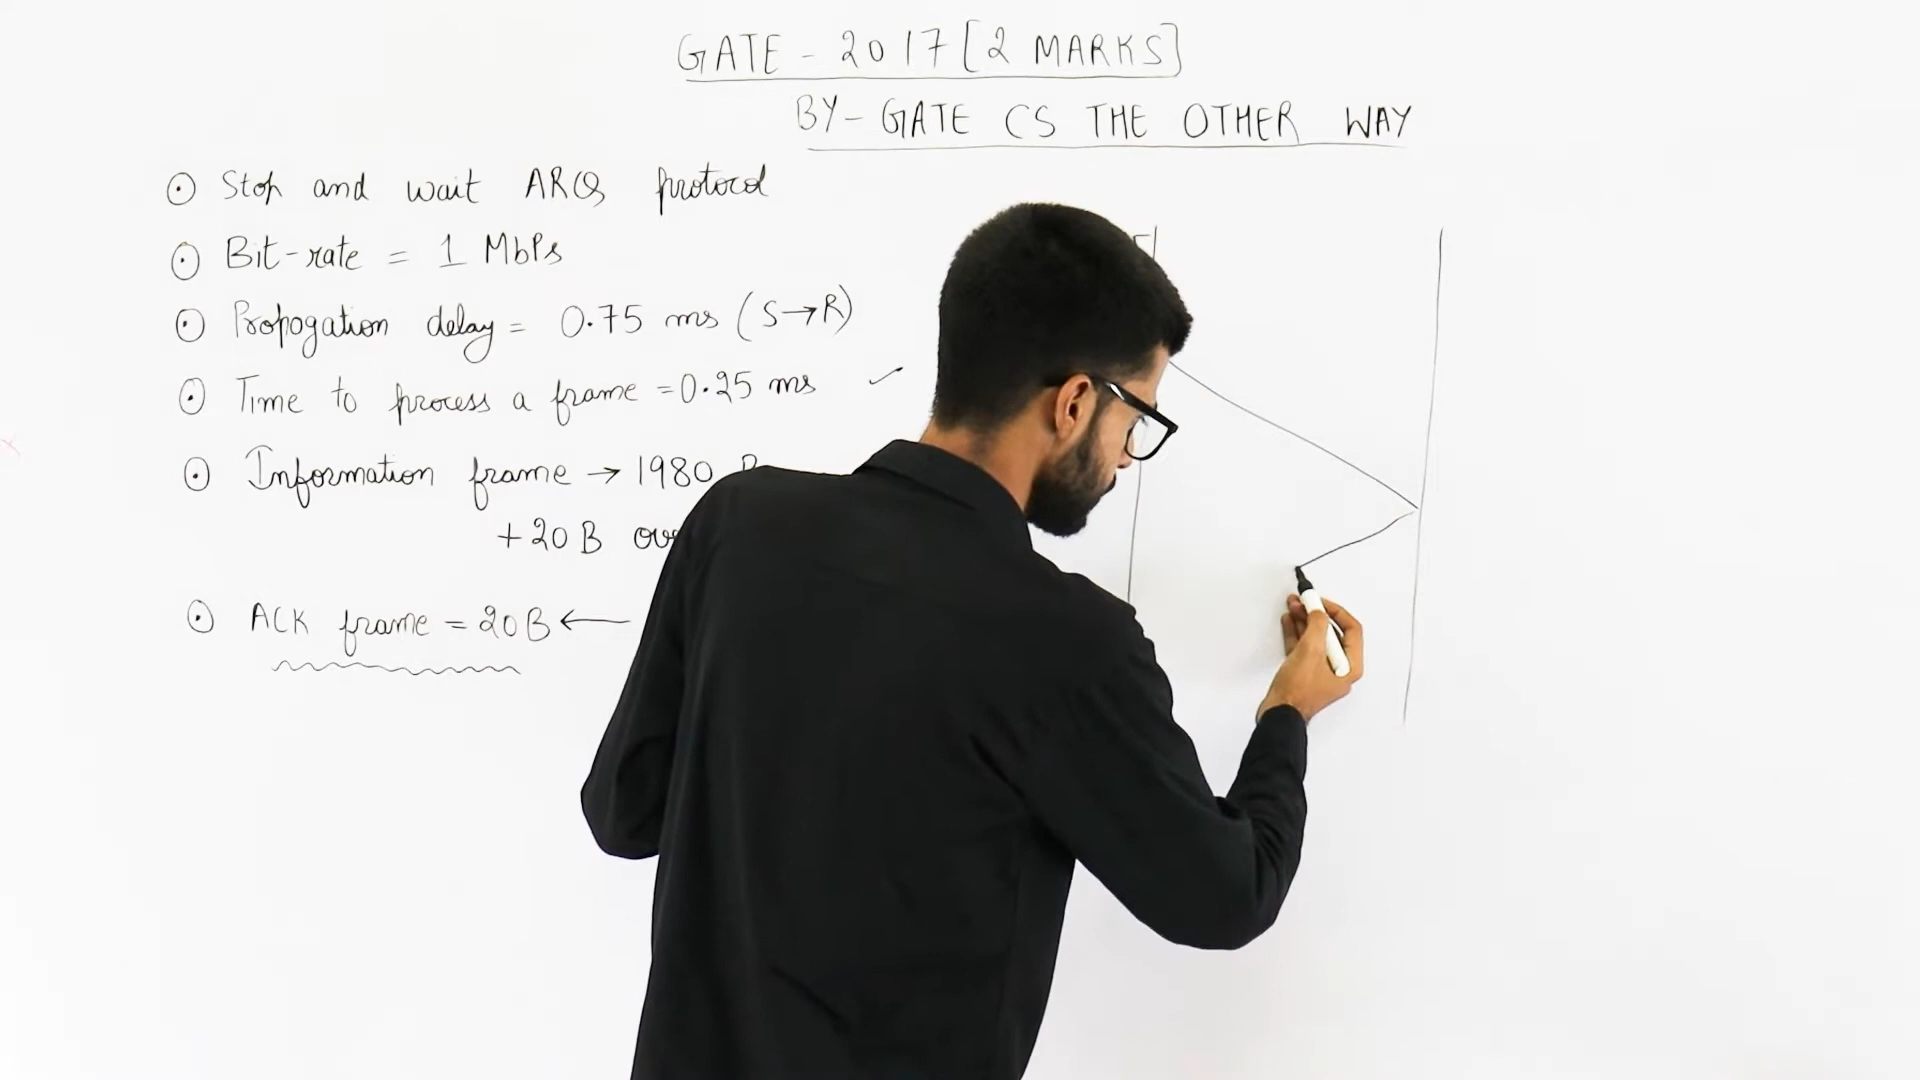 GATE - 2017 [2 MARKS]
BY - GATE CS THE OTHER WAY
Stop and wait ARQ protocol
Bit-rate = 1 Mbps
Propogation delay = 0.75 ms (S→R)
Time to process a frame = 0.25 ms ✓
Information frame → 1980
+20 B
ACK frame = 20B ←